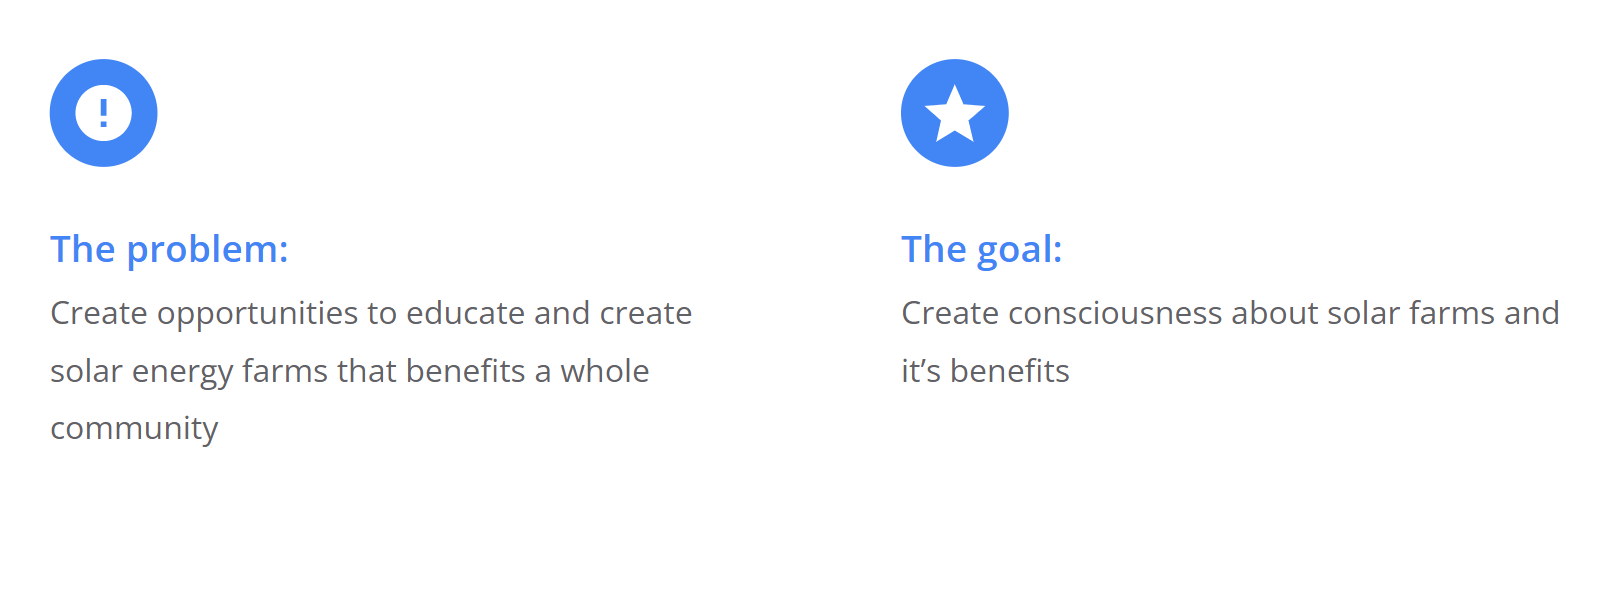 The problem:
Create opportunities to educate and create
solar energy farms that benefits a whole
community
The goal:
Create consciousness about solar farms and
it’s benefits